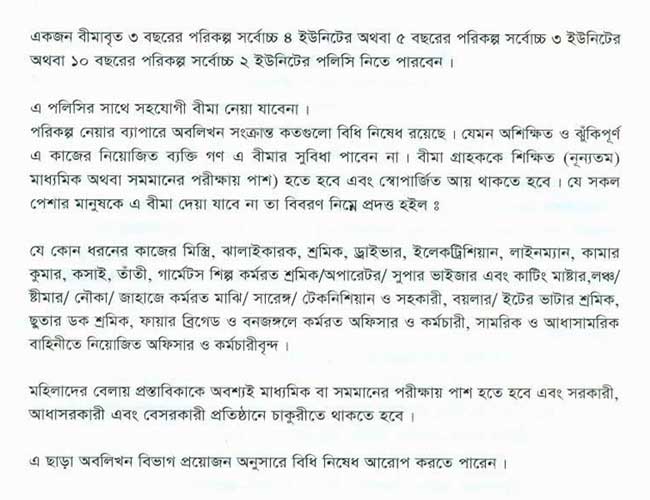 একজন বীমাবৃত ৩ বছরের পরিকল্প সর্বোচ্চ ৪ ইউনিটের অথবা ৫ বছরের পরিকল্প সর্বোচ্চ ৩ ইউনিটের
অথবা ১০ বছরের পরিকল্প সর্বোচ্চ ২ ইউনিটের পলিসি নিতে পারবেন ।
এ পলিসির সাথে সহযোগী বীমা নেয়া যাবেনা ।
পরিকল্প নেয়ার ব্যাপারে অবলিখন সংক্রান্ত কতগুলো বিধি নিষেধ রয়েছে । যেমন অশিক্ষিত ও ঝুঁকিপূর্ণ
এ কাজের নিয়োজিত ব্যক্তি গণ এ বীমার সুবিধা পাবেন না । বীমা গ্রাহককে শিক্ষিত (নূন্যতম)
মাধ্যমিক অথবা সমমানের পরীক্ষায় পাশ) হতে হবে এবং স্বোপার্জিত আয় থাকতে হবে । যে সকল
পেশার মানুষকে এ বীমা দেয়া যাবে না তা বিবরণ নিম্নে প্রদত্ত হইল ঃ
যে কোন ধরনের কাজের মিস্ত্রি, ঝালাইকারক, শ্রমিক, ড্রাইভার, ইলেকট্রিশিয়ান, লাইনম্যান, কামার
কুমার, কসাই, তাঁতী, গার্মেটস শিল্প কর্মরত শ্রমিক/অপারেটর/ সুপার ভাইজার এবং কাটিং মাষ্টার,লঞ্চ/
ষ্টীমার/ নৌকা/ জাহাজে কর্মরত মাঝি/ সারেঙ্গ/ টেকনিশিয়ান ও সহকারী, বয়লার/ ইটের ভাটার শ্রমিক,
ছুতার ডক শ্রমিক, ফায়ার ব্রিগেড ও বনজঙ্গলে কর্মরত অফিসার ও কর্মচারী, সামরিক ও আধাসামরিক
বাহিনীতে নিয়োজিত অফিসার ও কর্মচারীবৃন্দ ।
মহিলাদের বেলায় প্রস্তাবিকাকে অবশ্যই মাধ্যমিক বা সমমানের পরীক্ষায় পাশ হতে হবে এবং সরকারী,
আধাসরকারী এবং বেসরকারী প্রতিষ্ঠানে চাকুরীতে থাকতে হবে ।
এ ছাড়া অবলিখন বিভাগ প্রয়োজন অনুসারে বিধি নিষেধ আরোপ করতে পারেন ।